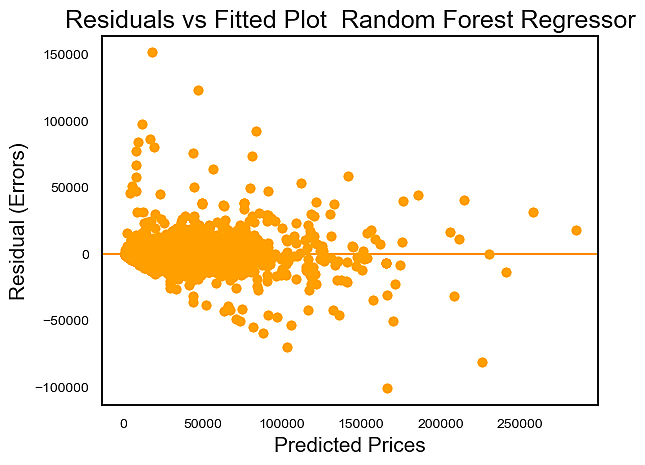 Residuals vs Fitted Plot  Random Forest Regressor
Residual (Errors)
150000
100000
50000
0
−50000
−100000
0 50000 100000 150000 200000 250000
Predicted Prices